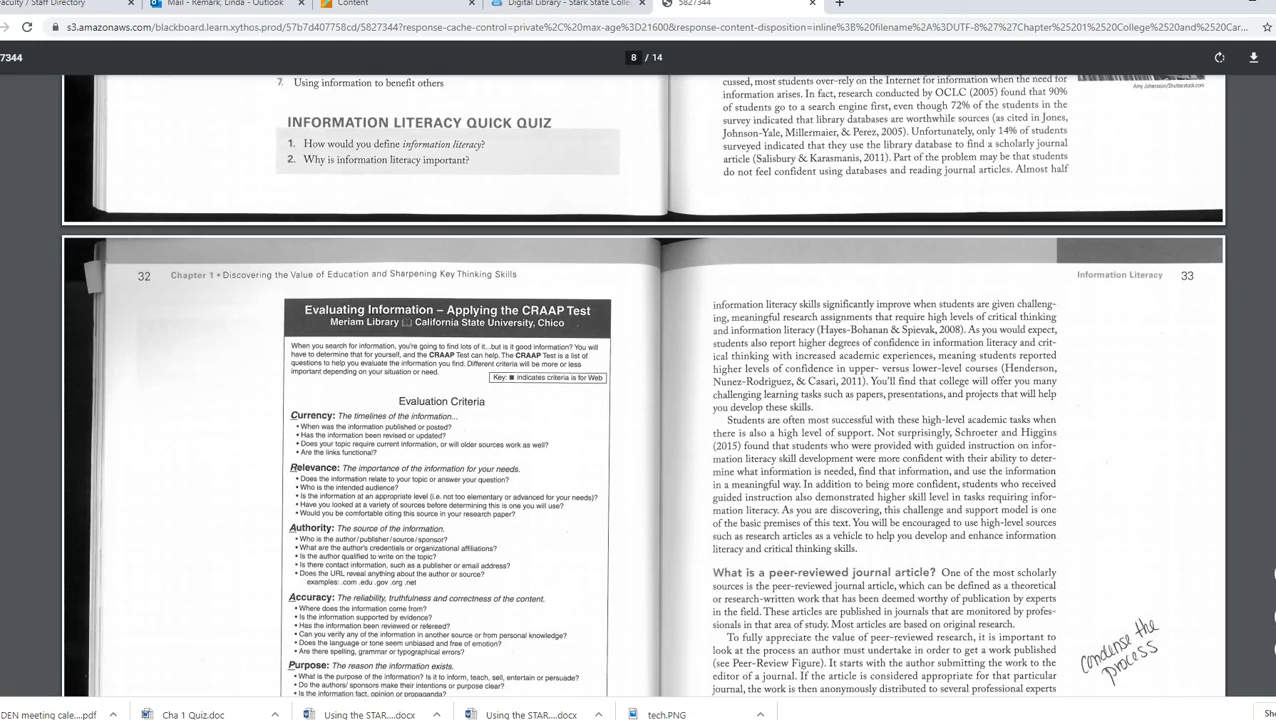 Faculty / Staff Directory
Mail - Remark, Linda - Outlook
Content
Digital Library - Stark State Colle
5827344
s3.amazonaws.com/blackboard.learn.xythos.prod/57b7d407758cd/5827344?response-cache-control=private%2C%20max-age%3D21600&response-content-disposition=inline%3B%20filename%2A%3DUTF-8%27%27Chapter%25201%2520College%2520and%2520Car...
7344
8 / 14
7. Using information to benefit others
INFORMATION LITERACY QUICK QUIZ
1. How would you define information literacy?
2. Why is information literacy important?
cussed, most students over-rely on the Internet for information when the need for
information arises. In fact, research conducted by OCLC (2005) found that 90%
of students go to a search engine first, even though 72% of the students in the
survey indicated that library databases are worthwhile sources (as cited in Jones,
Johnson-Yale, Millermaier, & Perez, 2005). Unfortunately, only 14% of students
surveyed indicated that they use the library database to find a scholarly journal
article (Salisbury & Karasmanis, 2011). Part of the problem may be that students
do not feel confident using databases and reading journal articles. Almost half
Amy Johansson/Shutterstock.com
32 Chapter 1 • Discovering the Value of Education and Sharpening Key Thinking Skills
Evaluating Information – Applying the CRAAP Test
Meriam Library California State University, Chico
When you search for information, you're going to find lots of it...but is it good information? You will
have to determine that for yourself, and the CRAAP Test can help. The CRAAP Test is a list of
questions to help you evaluate the information you find. Different criteria will be more or less
important depending on your situation or need.
Key: ■ indicates criteria is for Web
Evaluation Criteria
Currency: The timelines of the information...
• When was the information published or posted?
• Has the information been revised or updated?
• Does your topic require current information, or will older sources work as well?
• Are the links functional?
Relevance: The importance of the information for your needs.
• Does the information relate to your topic or answer your question?
• Who is the intended audience?
• Is the information at an appropriate level (i.e. not too elementary or advanced for your needs)?
• Have you looked at a variety of sources before determining this is one you will use?
• Would you be comfortable citing this source in your research paper?
Authority: The source of the information.
• Who is the author/publisher/source/sponsor?
• What are the author's credentials or organizational affiliations?
• Is the author qualified to write on the topic?
• Is there contact information, such as a publisher or email address?
• Does the URL reveal anything about the author or source?
examples: .com .edu .gov .org .net
Accuracy: The reliability, truthfulness and correctness of the content.
• Where does the information come from?
• Is the information supported by evidence?
• Has the information been reviewed or refereed?
• Can you verify any of the information in another source or from personal knowledge?
• Does the language or tone seem unbiased and free of emotion?
• Are there spelling, grammar or typographical errors?
Purpose: The reason the information exists.
• What is the purpose of the information? Is it to inform, teach, sell, entertain or persuade?
• Do the authors/ sponsors make their intentions or purpose clear?
• Is the information fact, opinion or propaganda?
Information Literacy 33
information literacy skills significantly improve when students are given challeng-
ing, meaningful research assignments that require high levels of critical thinking
and information literacy (Hayes-Bohanan & Spievak, 2008). As you would expect,
students also report higher degrees of confidence in information literacy and crit-
ical thinking with increased academic experiences, meaning students reported
higher levels of confidence in upper- versus lower-level courses (Henderson,
Nunez-Rodriguez, & Casari, 2011). You'll find that college will offer you many
challenging learning tasks such as papers, presentations, and projects that will help
you develop these skills.
Students are often most successful with these high-level academic tasks when
there is also a high level of support. Not surprisingly, Schroeter and Higgins
(2015) found that students who were provided with guided instruction on infor-
mation literacy skill development were more confident with their ability to deter-
mine what information is needed, find that information, and use the information
in a meaningful way. In addition to being more confident, students who received
guided instruction also demonstrated higher skill level in tasks requiring infor-
mation literacy. As you are discovering, this challenge and support model is one
of the basic premises of this text. You will be encouraged to use high-level sources
such as research articles as a vehicle to help you develop and enhance information
literacy and critical thinking skills.
What is a peer-reviewed journal article? One of the most scholarly
sources is the peer-reviewed journal article, which can be defined as a theoretical
or research-written work that has been deemed worthy of publication by experts
in the field. These articles are published in journals that are monitored by profes-
sionals in that area of study. Most articles are based on original research.
To fully appreciate the value of peer-reviewed research, it is important to
look at the process an author must undertake in order to get a work published
(see Peer-Review Figure). It starts with the author submitting the work to the
editor of a journal. If the article is considered appropriate for that particular
journal, the work is then anonymously distributed to several professional experts
condense the
process
DEN meeting cale....pdf
Cha 1 Quiz.doc
Using the STAR....docx
Using the STAR....docx
tech.PNG
Sho